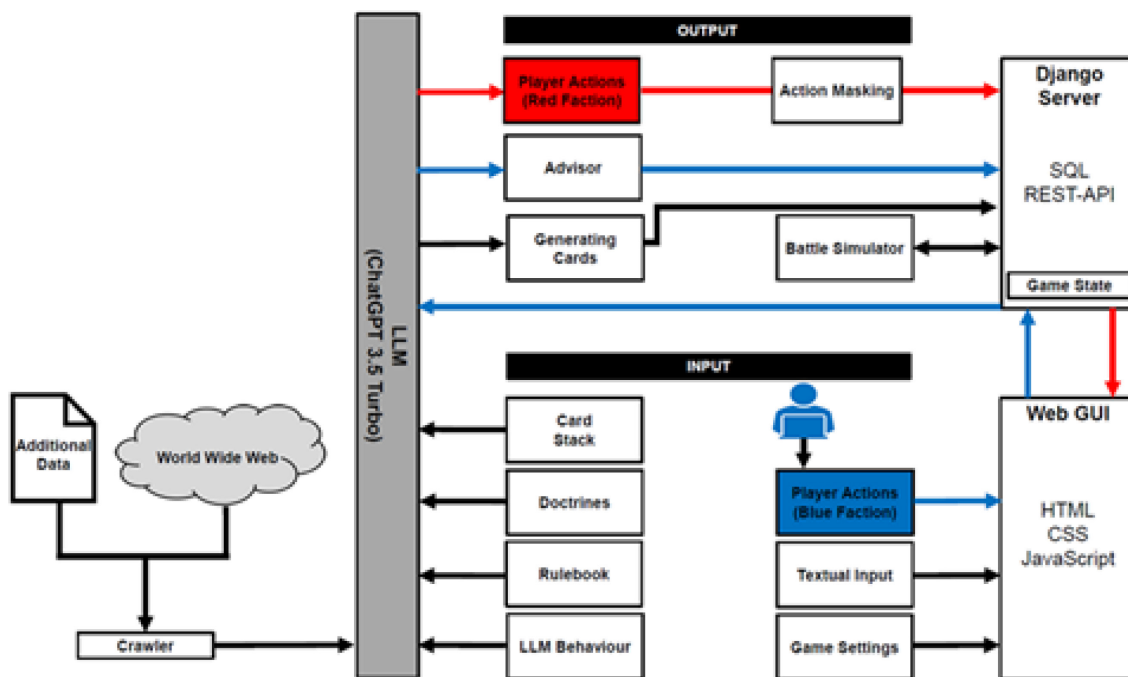 OUTPUT
Player Actions
(Red Faction)
Action Masking
Django
Server
Advisor
SQL
REST-API
Generating
Cards
Battle Simulator
Game State
LLM
(ChatGPT 3.5 Turbo)
INPUT
Card
Stack
Web GUI
Additional
Data
World Wide Web
Doctrines
Player Actions
(Blue Faction)
HTML
CSS
JavaScript
Rulebook
Textual Input
Crawler
LLM Behaviour
Game Settings